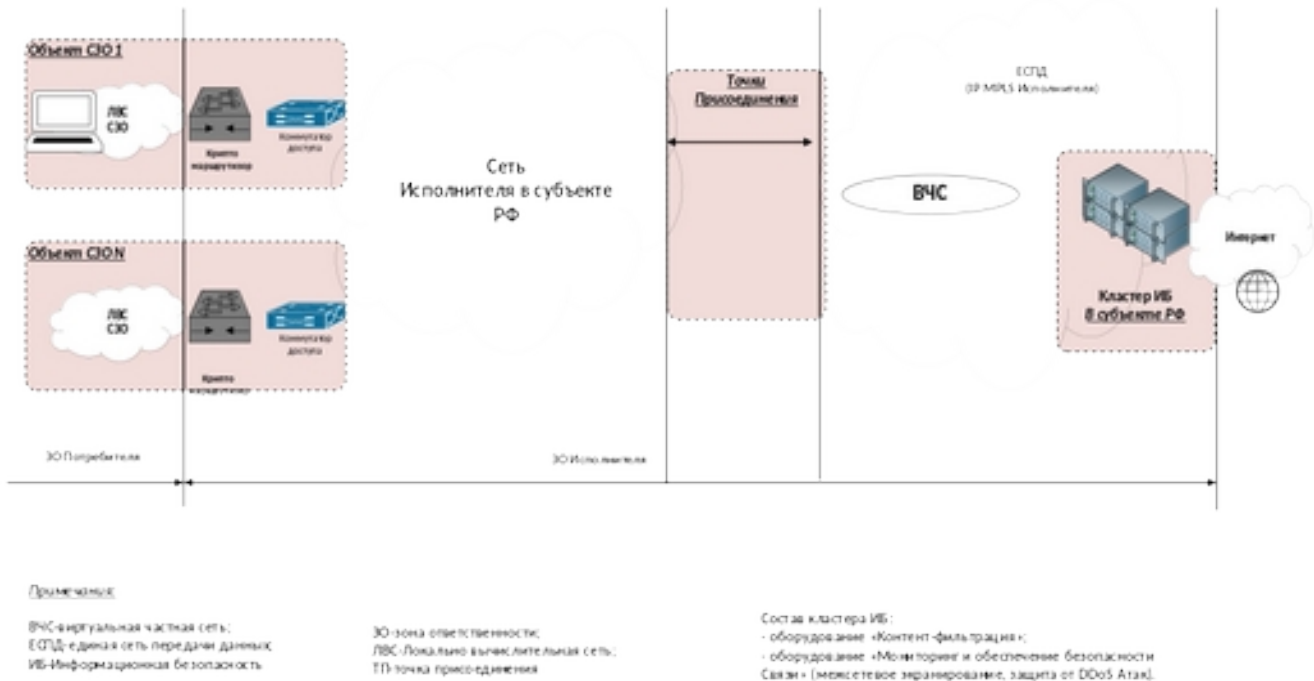 Объект СЗО 1
ЛВС
СЗО
Крипто
маршрутизатор
Коммутатор
доступа
Объект СЗО N
ЛВС
СЗО
Крипто
маршрутизатор
Коммутатор
доступа
Сеть
Исполнителя в субъекте
РФ
Точки
Присоединения
ЕСПД
(IP MPLS Исполнителя)
ВЧС
Кластер ИБ
В субъекте РФ
Интернет
ЗО Потребителя
ЗО Исполнителя
Примечания:
ВЧС-виртуальная частная сеть;
ЕСПД-единая сеть передачи данных;
ИБ-Информационная безопасность
ЗО-зона ответственности;
ЛВС-Локально вычислительная сеть;
ТП-точка присоединения
Состав кластера ИБ:
- оборудование «Контент-фильтрация»;
- оборудование «Мониторинг и обеспечение безопасности
Связи» (межсетевое экранирование, защита от DDoS Атак).